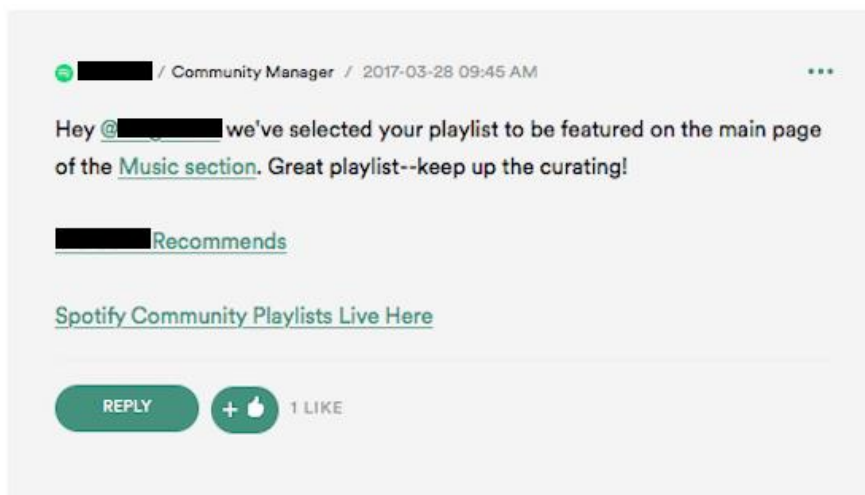 / Community Manager / 2017-03-28 09:45 AM
Hey @ we've selected your playlist to be featured on the main page
of the Music section. Great playlist--keep up the curating!
Recommends
Spotify Community Playlists Live Here
REPLY + 1 LIKE